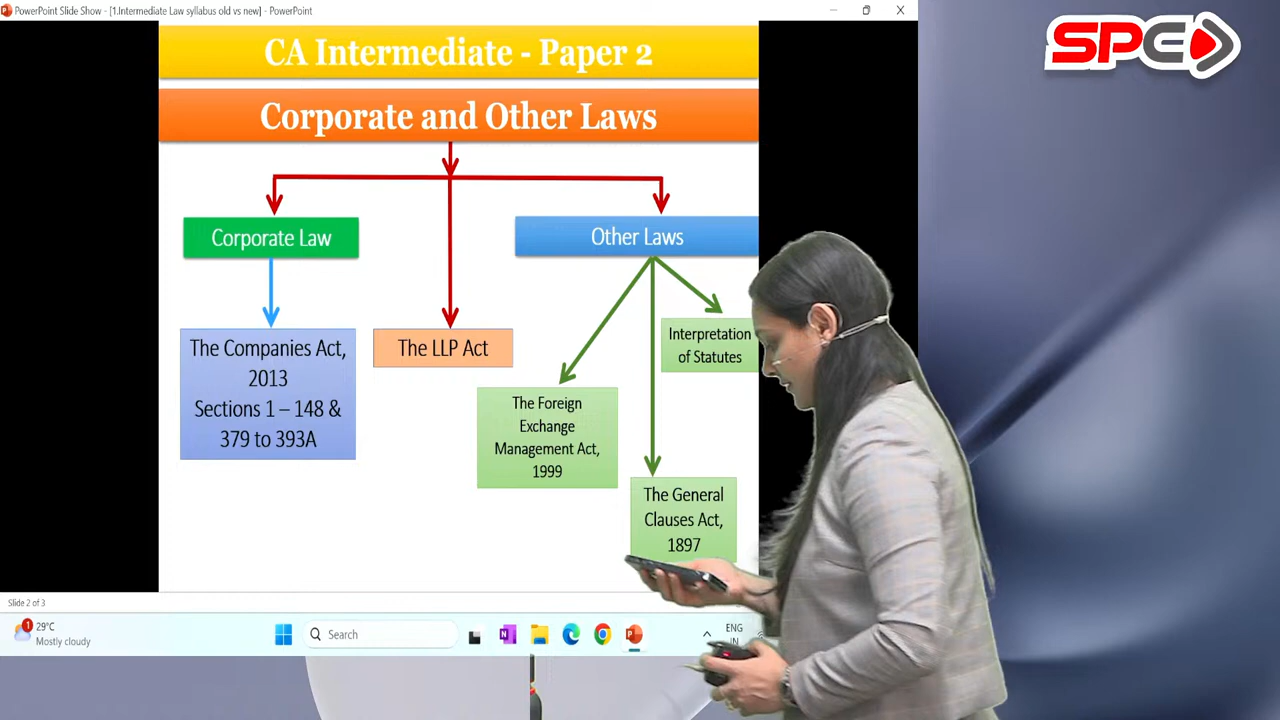 PowerPoint Slide Show - [1.Intermediate Law syllabus old vs new] - PowerPoint
SPC
CA Intermediate - Paper 2
Corporate and Other Laws
Corporate Law
Other Laws
The Companies Act,
2013
Sections 1 – 148 &
379 to 393A
The LLP Act
Interpretation
of Statutes
The Foreign
Exchange
Management Act,
1999
The General
Clauses Act,
1897
Slide 2 of 3
1
29°C
Mostly cloudy
Search
ENG
IN